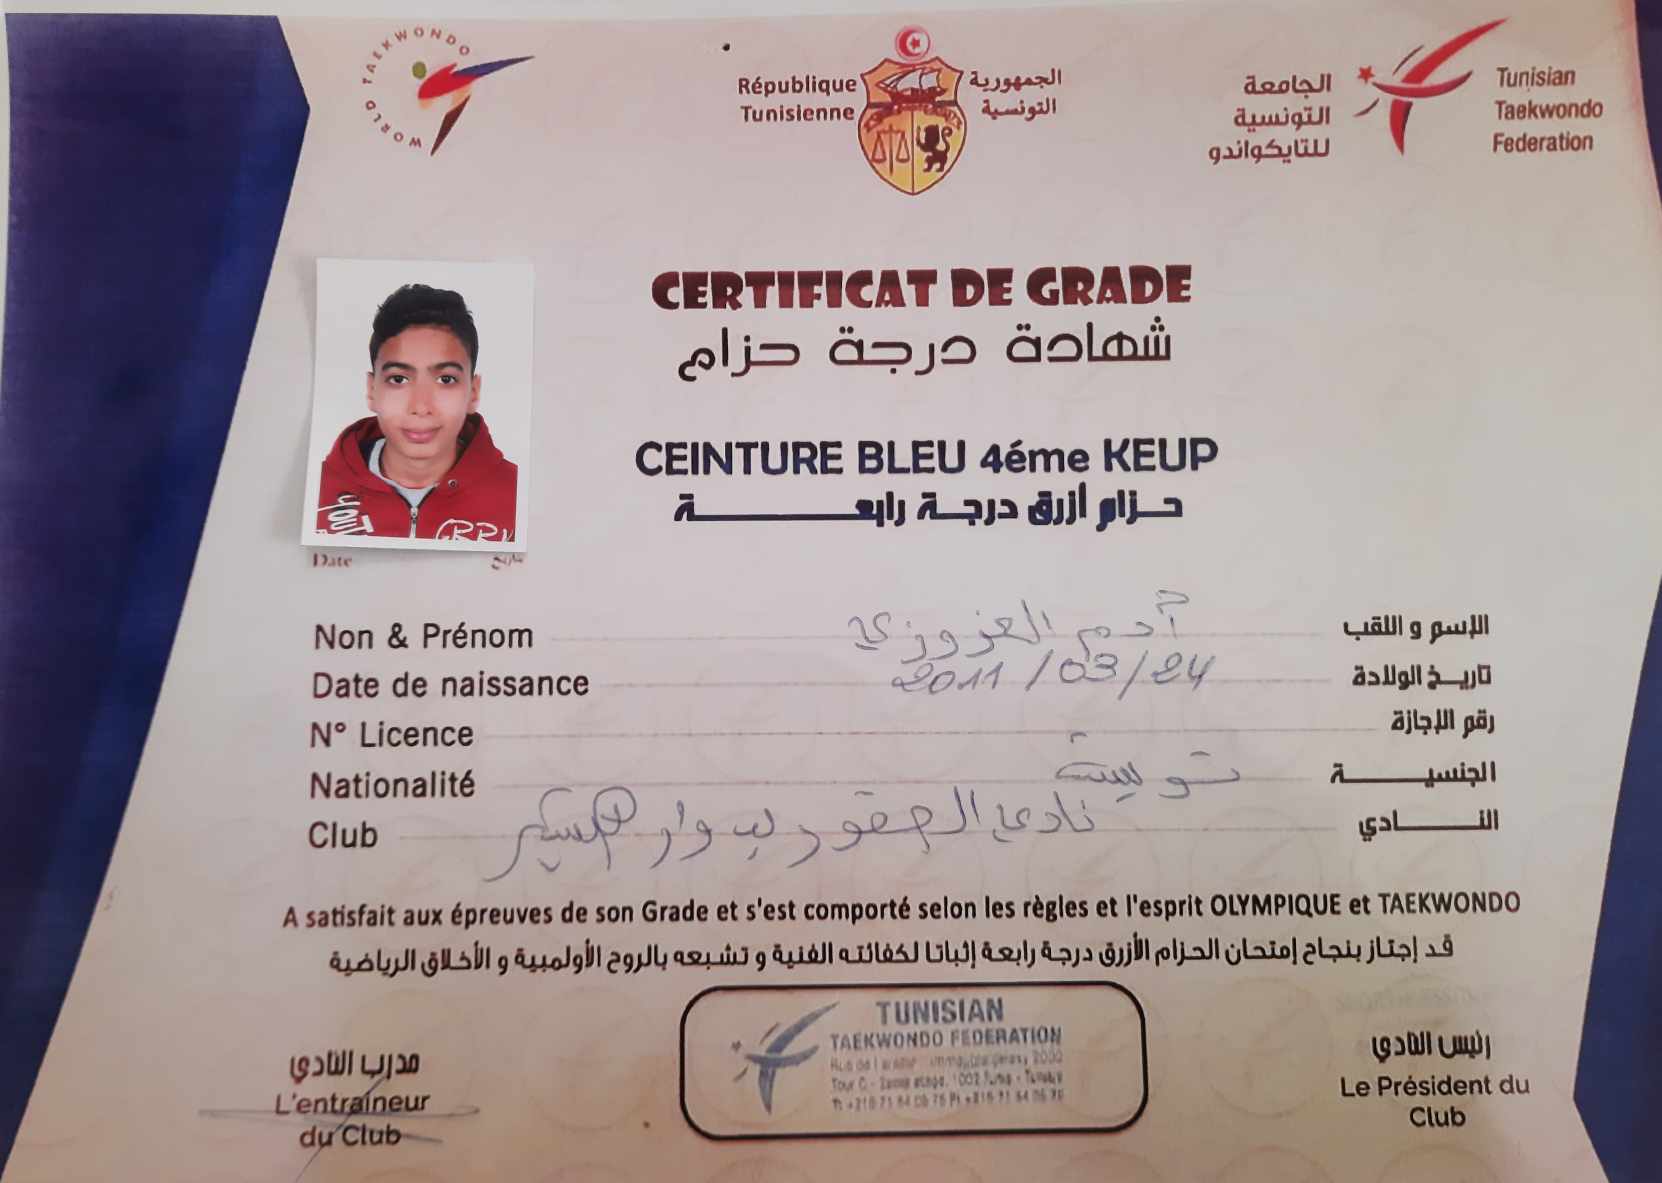 WORLD TAEKWONDO
République
Tunisienne
الجمهورية
التونسية
الجامعة
التونسية
للتايكواندو
Tunisian
Taekwondo
Federation
CERTIFICAT DE GRADE
شهادة درجة حزام
CEINTURE BLEU 4éme KEUP
حزام أزرق درجة رابعة
Date تاريخ
Non & Prénom آدم العزوزي الإسم و اللقب
Date de naissance 2011/03/24 تاريخ الولادة
N° Licence رقم الإجازة
Nationalité تونسية الجنسية
Club نادي الصقور النادي
A satisfait aux épreuves de son Grade et s'est comporté selon les règles et l'esprit OLYMPIQUE et TAEKWONDO
قد إجتاز بنجاح إمتحان الحزام الأزرق درجة رابعة إثباتا لكفائته الفنية و تشبعه بالروح الأولمبية و الأخلاق الرياضية
مدرب النادي
L'entraîneur
du Club
TUNISIAN
TAEKWONDO FEDERATION
رئيس النادي
Le Président du
Club